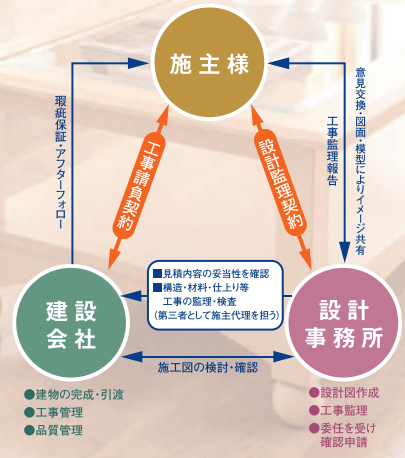 施主様
瑕疵保証・アフターフォロー
工事請負契約
設計監理契約
工事監理報告
意見交換・図面・模型によりイメージ共有
■見積内容の妥当性を確認
■構造・材料・仕上り等
工事の監理・検査
(第三者として施主代理を担う)
建設
会社
設計
事務所
施工図の検討・確認
●建物の完成・引渡
●工事管理
●品質管理
●設計図作成
●工事監理
●委任を受け
確認申請